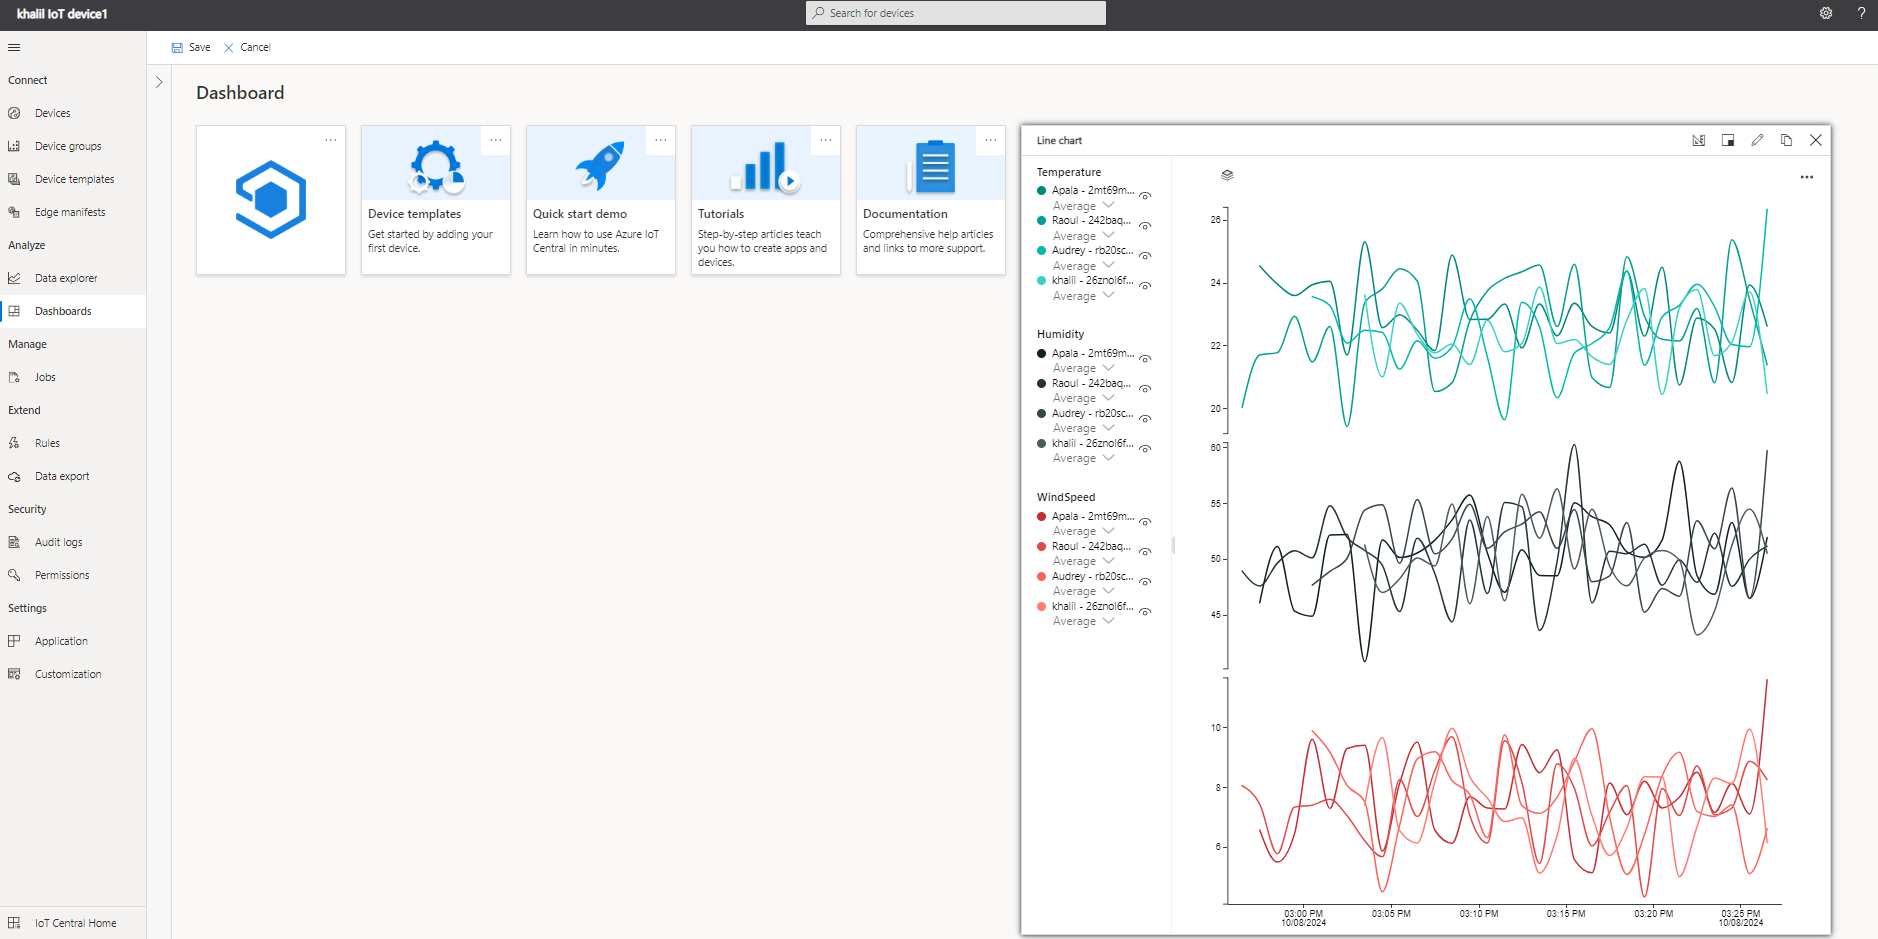 khalil IoT device1
Search for devices
?
Save
Cancel
Connect
Devices
Device groups
Device templates
Edge manifests
Analyze
Data explorer
Dashboards
Manage
Jobs
Extend
Rules
Data export
Security
Audit logs
Permissions
Settings
Application
Customization
IoT Central Home
Dashboard
Device templates
Get started by adding your
first device.
Quick start demo
Learn how to use Azure IoT
Central in minutes.
Tutorials
Step-by-step articles teach
you how to create apps and
devices.
Documentation
Comprehensive help articles
and links to more support.
Line chart
Temperature
Apala - 2mt69m...
Average
Raoul - 242baq...
Average
Audrey - rb20sc...
Average
khalil - 26znol6f...
Average
Humidity
Apala - 2mt69m...
Average
Raoul - 242baq...
Average
Audrey - rb20sc...
Average
khalil - 26znol6f...
Average
WindSpeed
Apala - 2mt69m...
Average
Raoul - 242baq...
Average
Audrey - rb20sc...
Average
khalil - 26znol6f...
Average
26
24
22
20
60
55
50
45
10
8
6
03:00 PM 03:05 PM 03:10 PM 03:15 PM 03:20 PM 03:25 PM
10/08/2024 10/08/2024